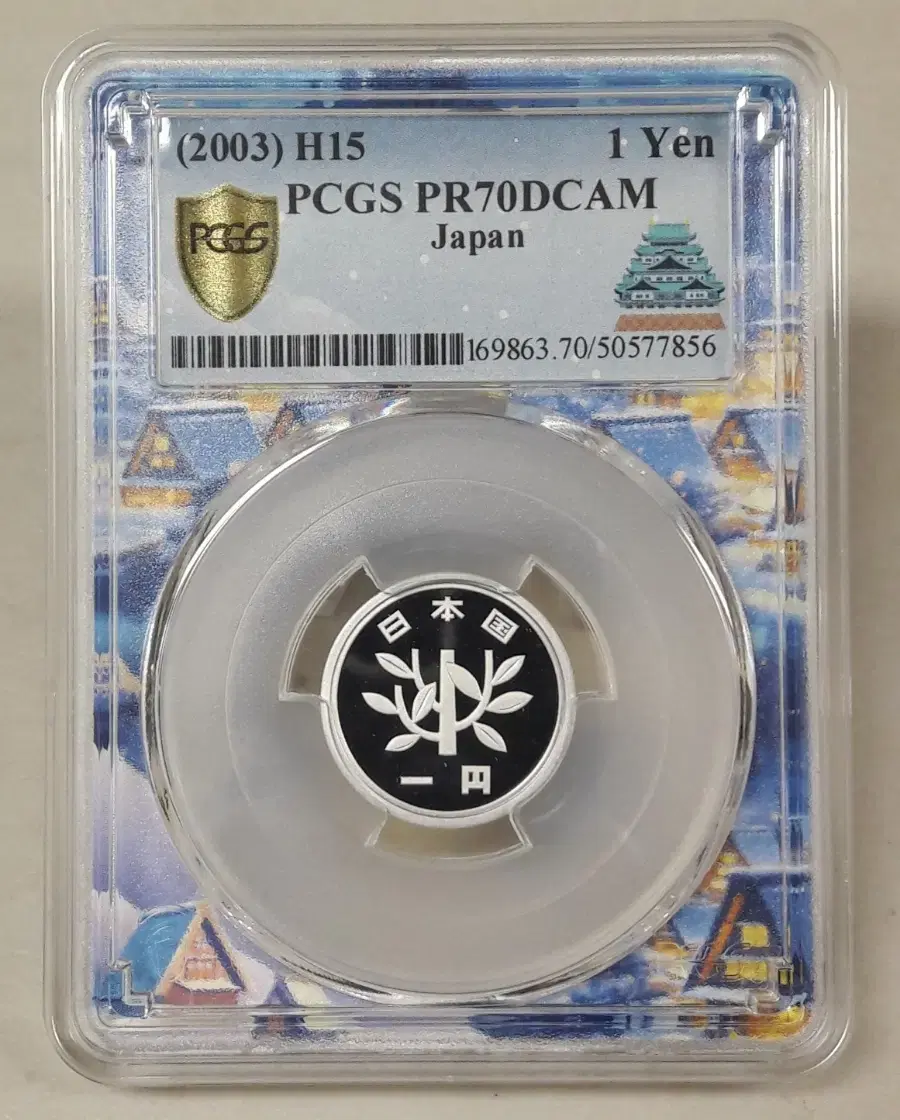 (2003) H15 1 Yen
PCGS PR70DCAM
Japan
PCGS
169863.70/50577856
日本国
一円